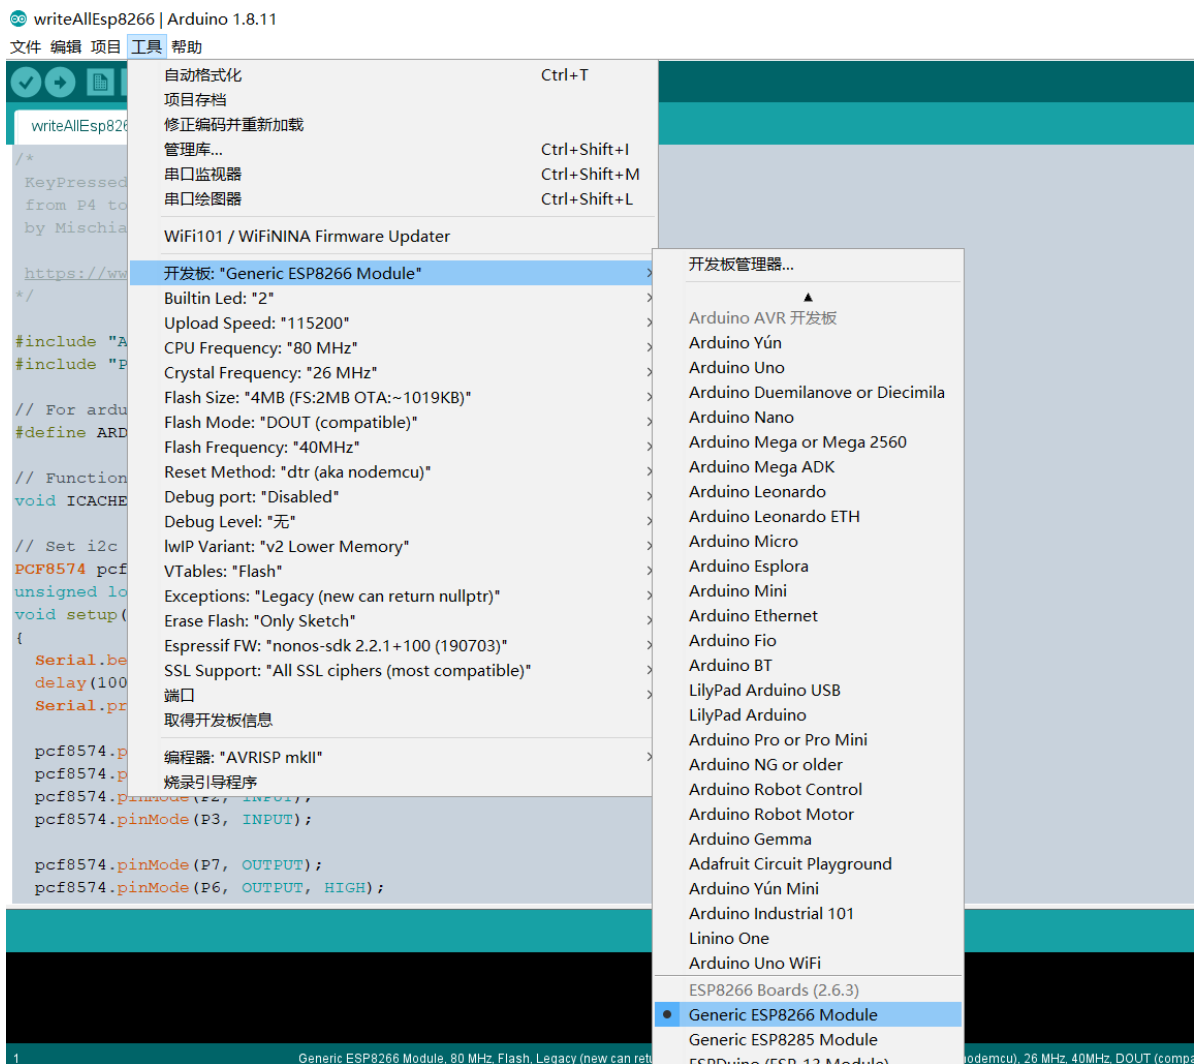 writeAllEsp8266 | Arduino 1.8.11
文件 编辑 项目 工具 帮助
writeAllEsp826
自动格式化 Ctrl+T
项目存档
修正编码并重新加载
管理库... Ctrl+Shift+I
串口监视器 Ctrl+Shift+M
串口绘图器 Ctrl+Shift+L
WiFi101 / WiFiNINA Firmware Updater
开发板: "Generic ESP8266 Module"
Builtin Led: "2"
Upload Speed: "115200"
CPU Frequency: "80 MHz"
Crystal Frequency: "26 MHz"
Flash Size: "4MB (FS:2MB OTA:~1019KB)"
Flash Mode: "DOUT (compatible)"
Flash Frequency: "40MHz"
Reset Method: "dtr (aka nodemcu)"
Debug port: "Disabled"
Debug Level: "无"
lwIP Variant: "v2 Lower Memory"
VTables: "Flash"
Exceptions: "Legacy (new can return nullptr)"
Erase Flash: "Only Sketch"
Espressif FW: "nonos-sdk 2.2.1+100 (190703)"
SSL Support: "All SSL ciphers (most compatible)"
端口
取得开发板信息
编程器: "AVRISP mkII"
烧录引导程序
开发板管理器...
Arduino AVR 开发板
Arduino Yún
Arduino Uno
Arduino Duemilanove or Diecimila
Arduino Nano
Arduino Mega or Mega 2560
Arduino Mega ADK
Arduino Leonardo
Arduino Leonardo ETH
Arduino Micro
Arduino Esplora
Arduino Mini
Arduino Ethernet
Arduino Fio
Arduino BT
LilyPad Arduino USB
LilyPad Arduino
Arduino Pro or Pro Mini
Arduino NG or older
Arduino Robot Control
Arduino Robot Motor
Arduino Gemma
Adafruit Circuit Playground
Arduino Yún Mini
Arduino Industrial 101
Linino One
Arduino Uno WiFi
ESP8266 Boards (2.6.3)
Generic ESP8266 Module
Generic ESP8285 Module
ESPDuino (ESP-13 Module)
/*
KeyPressed
from P4 to
by Mischia
https://ww
*/
#include "A
#include "P
// For ardu
#define ARD
// Function
void ICACHE
// Set i2c
PCF8574 pcf
unsigned lo
void setup(
{
Serial.be
delay(100
Serial.pr
pcf8574.p
pcf8574.p
pcf8574.pinMode(P2, INPUT);
pcf8574.pinMode(P3, INPUT);
pcf8574.pinMode(P7, OUTPUT);
pcf8574.pinMode(P6, OUTPUT, HIGH);
1 Generic ESP8266 Module, 80 MHz, Flash, Legacy (new can retu odemcu), 26 MHz, 40MHz, DOUT (compa